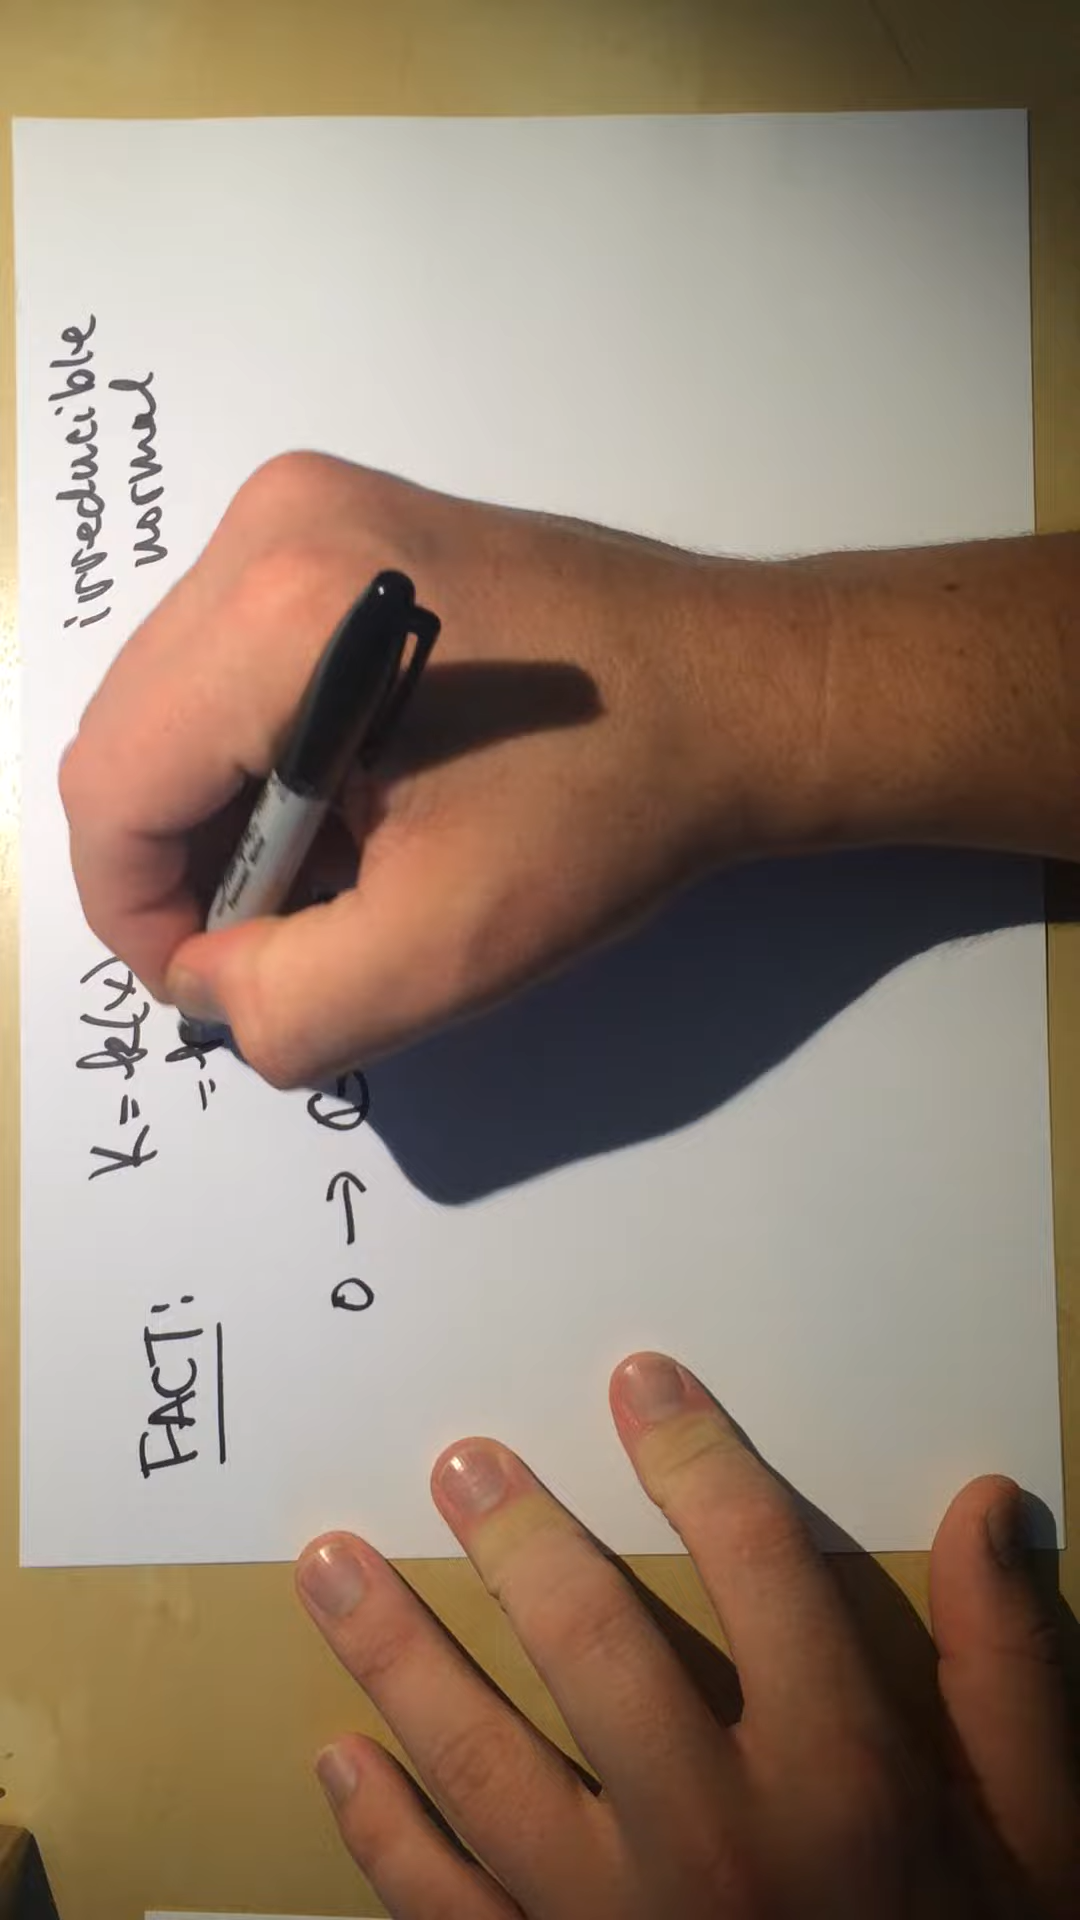 K = k(x) irreducible
FACT: = k normal
0 →